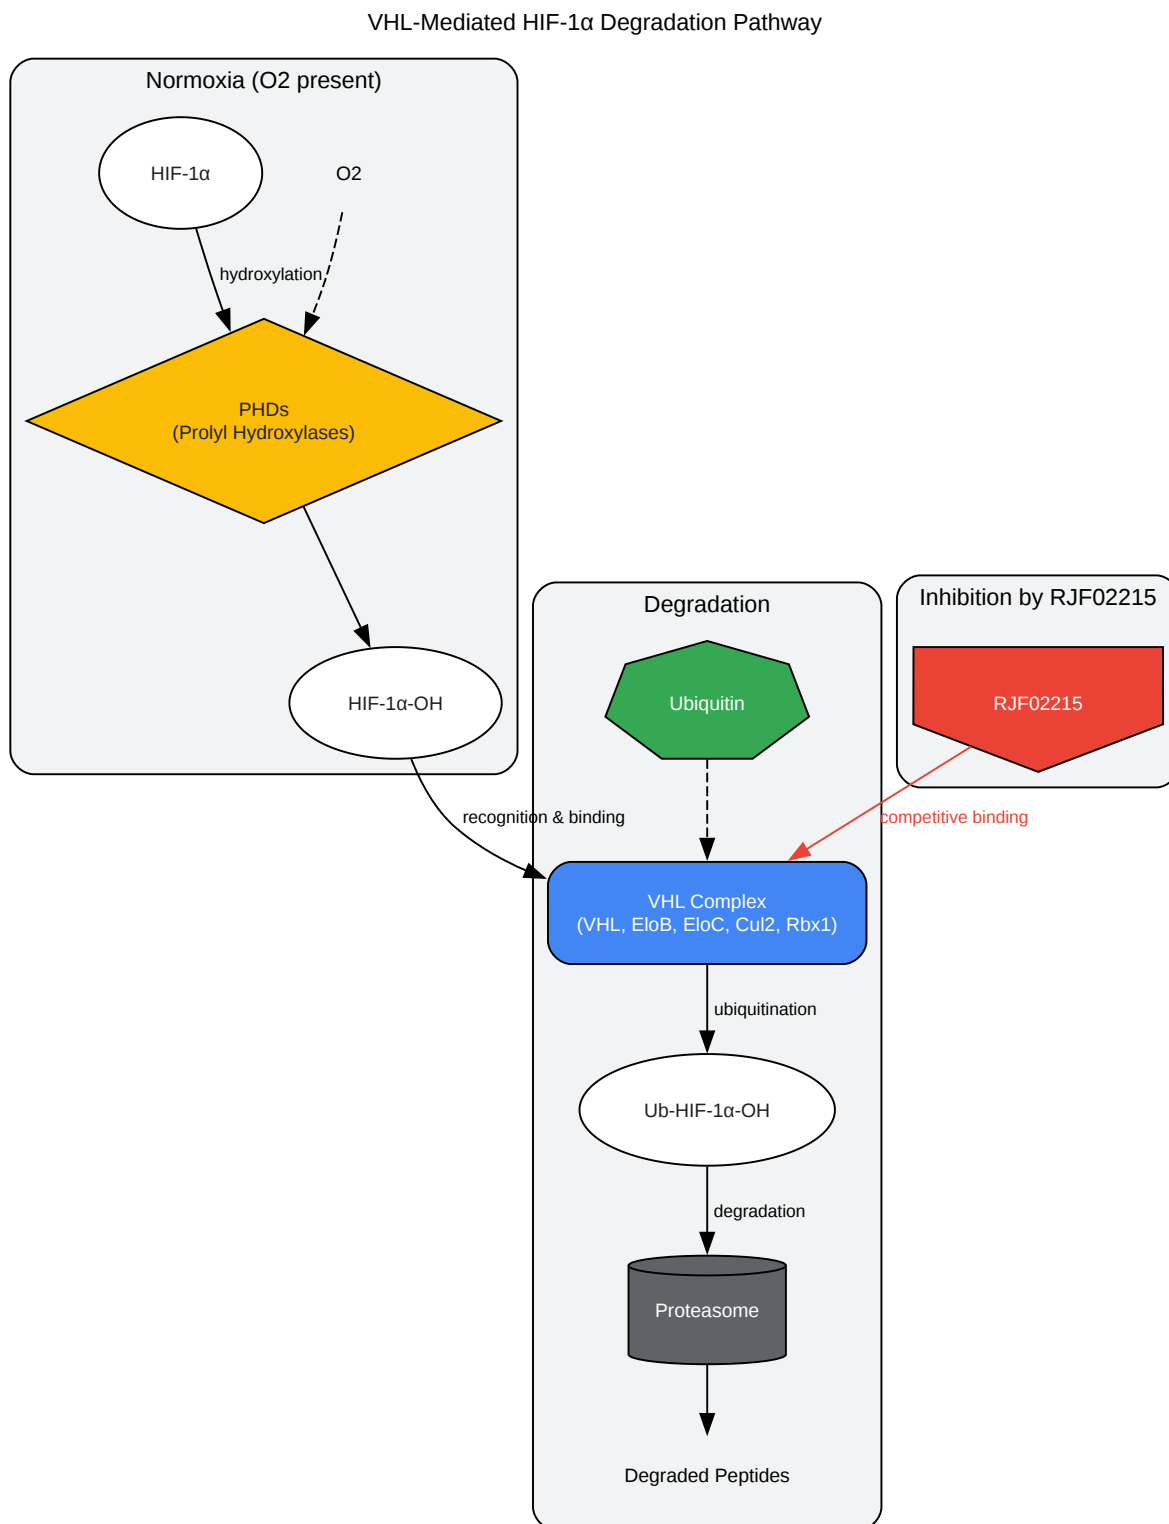 VHL-Mediated HIF-1α Degradation Pathway
Normoxia (O2 present)
HIF-1α
O2
hydroxylation
PHDs
(Prolyl Hydroxylases)
HIF-1α-OH
Degradation
Inhibition by RJF02215
Ubiquitin
RJF02215
recognition & binding
competitive binding
VHL Complex
(VHL, EloB, EloC, Cul2, Rbx1)
ubiquitination
Ub-HIF-1α-OH
degradation
Proteasome
Degraded Peptides